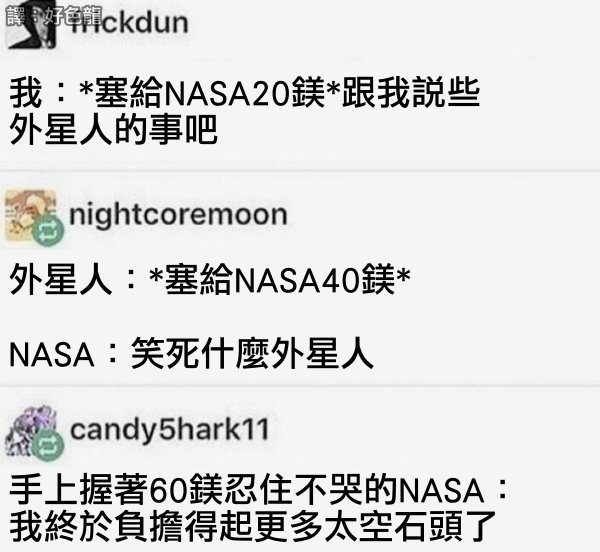 譯：好色龍
frickdun
我：*塞給NASA20鎂*跟我説些
外星人的事吧
nightcoremoon
外星人：*塞給NASA40鎂*
NASA：笑死什麼外星人
candy5hark11
手上握著60鎂忍住不哭的NASA：
我終於負擔得起更多太空石頭了